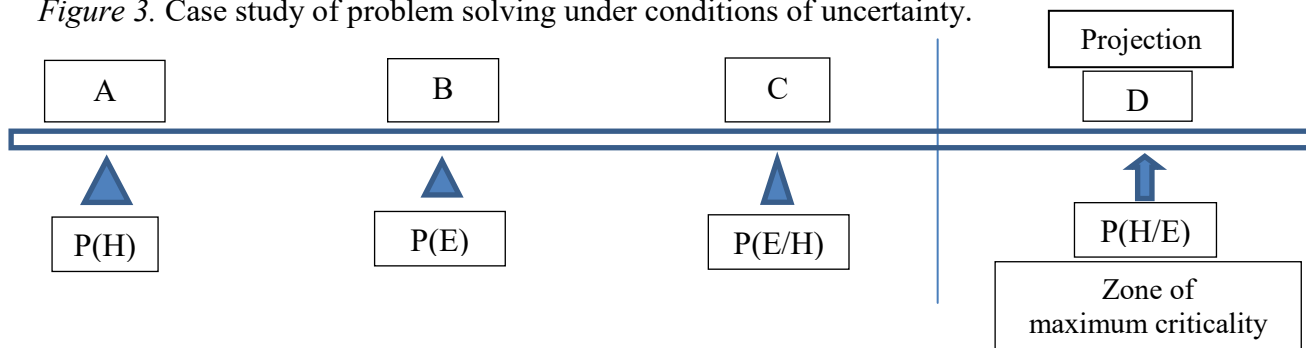 Figure 3. Case study of problem solving under conditions of uncertainty.
Projection
A
B
C
D
P(H)
P(E)
P(E/H)
P(H/E)
Zone of
maximum criticality